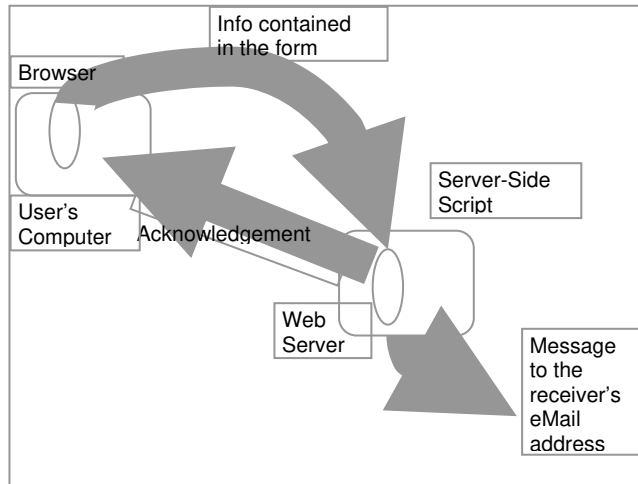 Info contained
in the form
Browser
Server-Side
Script
User's
Computer
Acknowledgement
Web
Server
Message
to the
receiver's
eMail
address